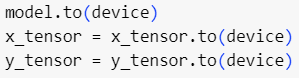 model.to(device)
x_tensor = x_tensor.to(device)
y_tensor = y_tensor.to(device)